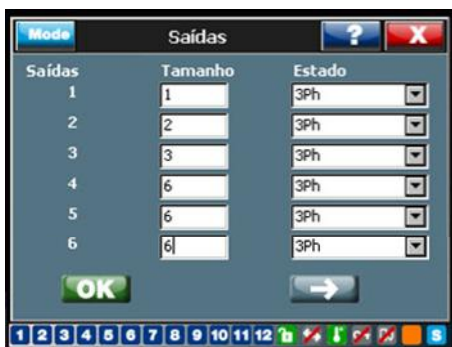 Mode Saídas ? X
Saídas Tamanho Estado
1 1 3Ph
2 2 3Ph
3 3 3Ph
4 6 3Ph
5 6 3Ph
6 6 3Ph
OK
1 2 3 4 5 6 7 8 9 10 11 12 S